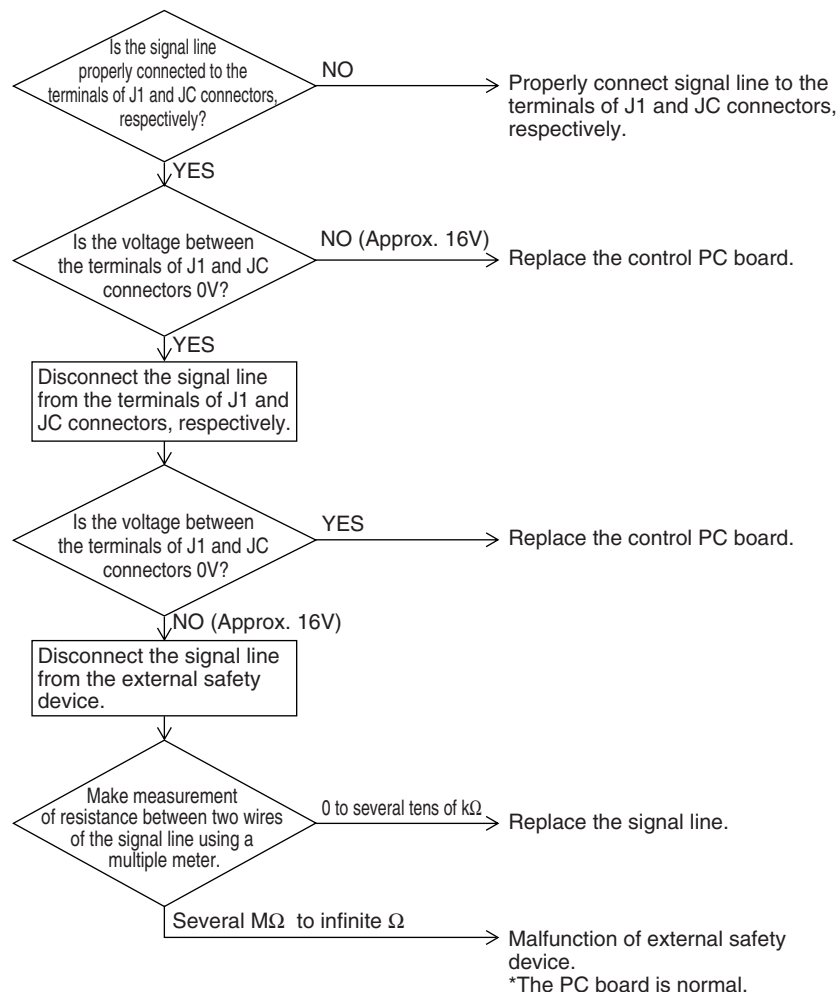 Is the signal line
properly connected to the
terminals of J1 and JC connectors,
respectively?
NO
Properly connect signal line to the
terminals of J1 and JC connectors,
respectively.
YES
Is the voltage between
the terminals of J1 and JC
connectors 0V?
NO (Approx. 16V)
Replace the control PC board.
YES
Disconnect the signal line
from the terminals of J1 and
JC connectors, respectively.
Is the voltage between
the terminals of J1 and JC
connectors 0V?
YES
Replace the control PC board.
NO (Approx. 16V)
Disconnect the signal line
from the external safety
device.
Make measurement
of resistance between two wires
of the signal line using a
multiple meter.
0 to several tens of kΩ
Replace the signal line.
Several MΩ to infinite Ω
Malfunction of external safety
device.
*The PC board is normal.